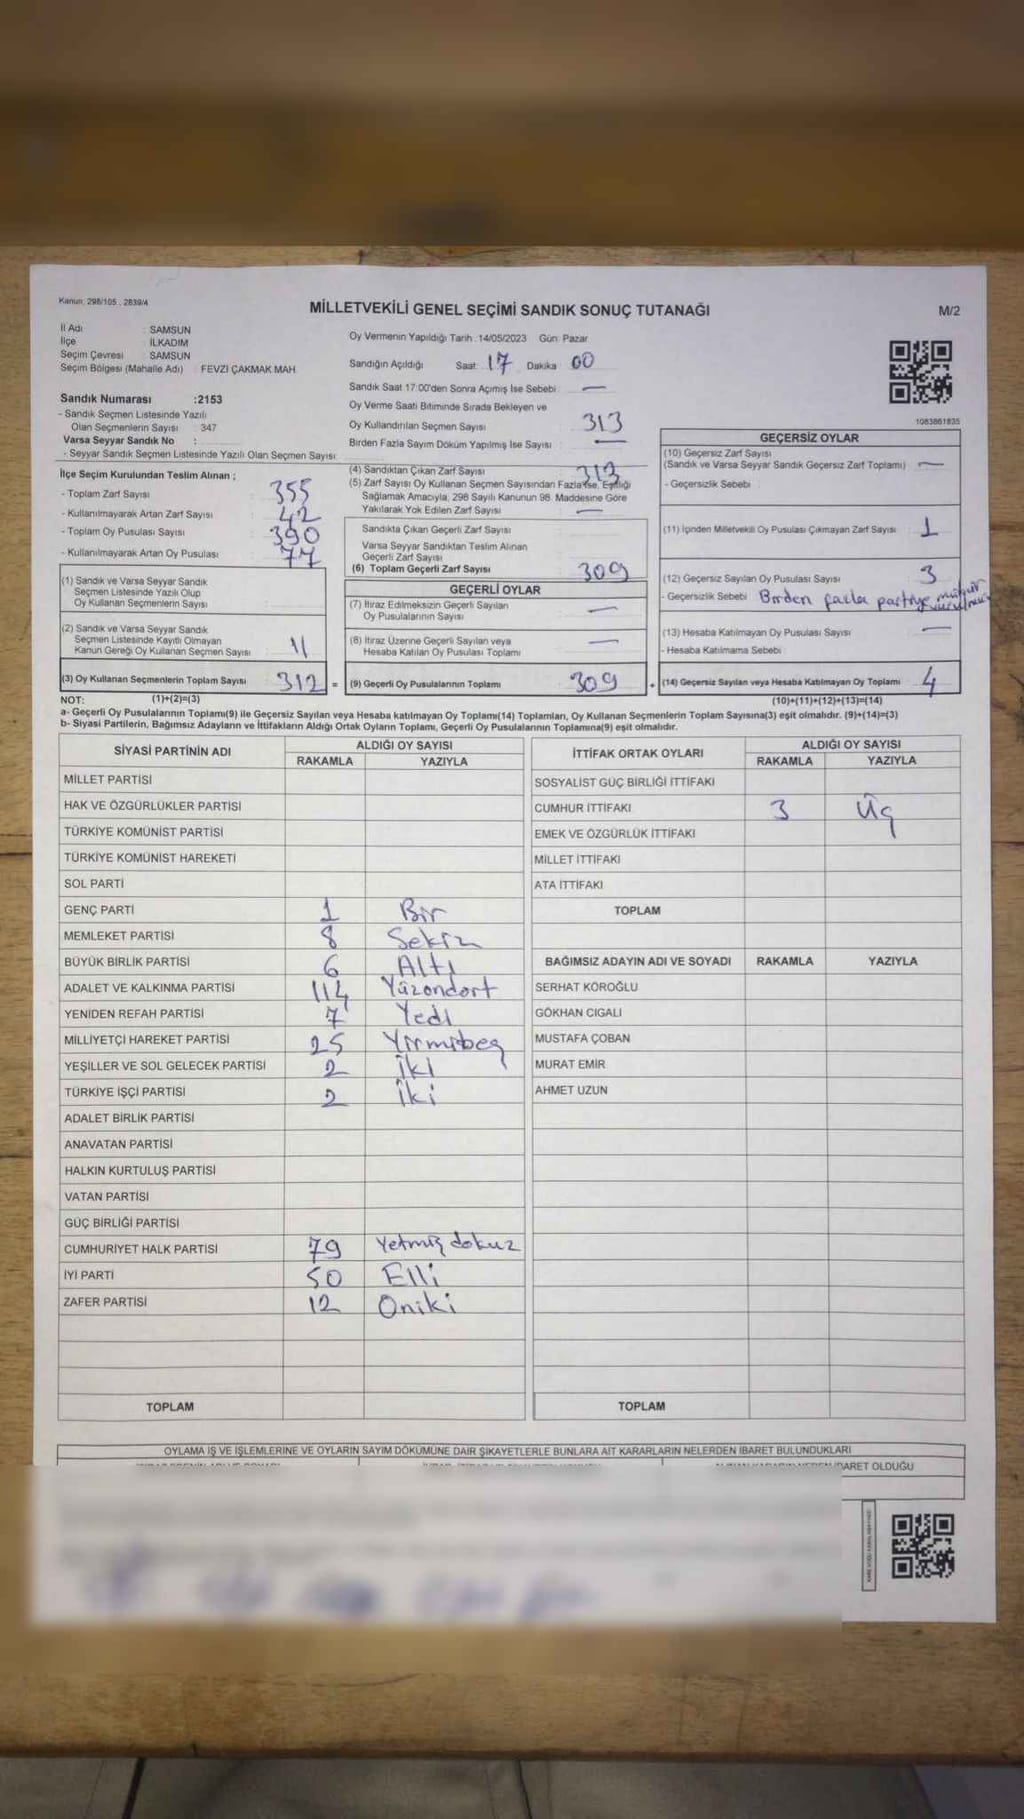 Kanun. 298/105 , 2839/4
MİLLETVEKİLİ GENEL SEÇİMİ SANDIK SONUÇ TUTANAĞI
M/2
İl Adı : SAMSUN
İlçe : İLKADIM
Seçim Çevresi : SAMSUN
Seçim Bölgesi (Mahalle Adı) : FEVZİ ÇAKMAK MAH.
Sandık Numarası :2153
- Sandık Seçmen Listesinde Yazılı
Olan Seçmenlerin Sayısı : 347
Varsa Seyyar Sandık No :
- Seyyar Sandık Seçmen Listesinde Yazılı Olan Seçmen Sayısı:
Oy Vermenin Yapıldığı Tarih :14/05/2023 Gün: Pazar
Sandığın Açıldığı Saat: 17 Dakika: 00
Sandık Saat 17:00'den Sonra Açılmış İse Sebebi : —
Oy Verme Saati Bitiminde Sırada Bekleyen ve
Oy Kullandırılan Seçmen Sayısı : 313
Birden Fazla Sayım Döküm Yapılmış İse Sayısı : —
1083861835
İlçe Seçim Kurulundan Teslim Alınan ;
- Toplam Zarf Sayısı : 355
- Kullanılmayarak Artan Zarf Sayısı : 42
- Toplam Oy Pusulası Sayısı : 390
- Kullanılmayarak Artan Oy Pusulası : 77
(1) Sandık ve Varsa Seyyar Sandık
Seçmen Listesinde Yazılı Olup
Oy Kullanan Seçmenlerin Sayısı :
(2) Sandık ve Varsa Seyyar Sandık
Seçmen Listesinde Kayıtlı Olmayan
Kanun Gereği Oy Kullanan Seçmen Sayısı : 11
(3) Oy Kullanan Seçmenlerin Toplam Sayısı : 312 =
(4) Sandıktan Çıkan Zarf Sayısı : 313
(5) Zarf Sayısı Oy Kullanan Seçmen Sayısından Fazla İse, Eşitliği
Sağlamak Amacıyla, 298 Sayılı Kanunun 98. Maddesine Göre
Yakılarak Yok Edilen Zarf Sayısı : —
Sandıkta Çıkan Geçerli Zarf Sayısı :
Varsa Seyyar Sandıktan Teslim Alınan
Geçerli Zarf Sayısı :
(6) Toplam Geçerli Zarf Sayısı : 309
GEÇERLİ OYLAR
(7) İtiraz Edilmeksizin Geçerli Sayılan
Oy Pusulalarının Sayısı : —
(8) İtiraz Üzerine Geçerli Sayılan veya
Hesaba Katılan Oy Pusulası Toplamı : —
(9) Geçerli Oy Pusulalarının Toplamı : 309 +
GEÇERSİZ OYLAR
(10) Geçersiz Zarf Sayısı
(Sandık ve Varsa Seyyar Sandık Geçersiz Zarf Toplamı) : —
- Geçersizlik Sebebi :
(11) İçinden Milletvekili Oy Pusulası Çıkmayan Zarf Sayısı : 1
(12) Geçersiz Sayılan Oy Pusulası Sayısı : 3
- Geçersizlik Sebebi : Birden fazla partiye mühür
(13) Hesaba Katılmayan Oy Pusulası Sayısı : —
- Hesaba Katılmama Sebebi :
(14) Geçersiz Sayılan veya Hesaba Katılmayan Oy Toplamı : 4
NOT: (1)+(2)=(3)
(10)+(11)+(12)+(13)=(14)
a- Geçerli Oy Pusulalarının Toplamı(9) ile Geçersiz Sayılan veya Hesaba katılmayan Oy Toplamı(14) Toplamları, Oy Kullanan Seçmenlerin Toplam Sayısına(3) eşit olmalıdır. (9)+(14)=(3)
b- Siyasi Partilerin, Bağımsız Adayların ve İttifakların Aldığı Ortak Oyların Toplamı, Geçerli Oy Pusulalarının Toplamına(9) eşit olmalıdır.
SİYASİ PARTİNİN ADI
ALDIĞI OY SAYISI
RAKAMLA YAZIYLA
MİLLET PARTİSİ
HAK VE ÖZGÜRLÜKLER PARTİSİ
TÜRKİYE KOMÜNİST PARTİSİ
TÜRKİYE KOMÜNİST HAREKETİ
SOL PARTİ
GENÇ PARTİ 1 Bir
MEMLEKET PARTİSİ 8 Sekiz
BÜYÜK BİRLİK PARTİSİ 6 Altı
ADALET VE KALKINMA PARTİSİ 114 Yüzondört
YENİDEN REFAH PARTİSİ 7 Yedi
MİLLİYETÇİ HAREKET PARTİSİ 25 Yirmibeş
YEŞİLLER VE SOL GELECEK PARTİSİ 2 İki
TÜRKİYE İŞÇİ PARTİSİ 2 İki
ADALET BİRLİK PARTİSİ
ANAVATAN PARTİSİ
HALKIN KURTULUŞ PARTİSİ
VATAN PARTİSİ
GÜÇ BİRLİĞİ PARTİSİ
CUMHURİYET HALK PARTİSİ 79 Yetmiş dokuz
İYİ PARTİ 50 Elli
ZAFER PARTİSİ 12 Oniki
TOPLAM
İTTİFAK ORTAK OYLARI
ALDIĞI OY SAYISI
RAKAMLA YAZIYLA
SOSYALİST GÜÇ BİRLİĞİ İTTİFAKI
CUMHUR İTTİFAKI 3 Üç
EMEK VE ÖZGÜRLÜK İTTİFAKI
MİLLET İTTİFAKI
ATA İTTİFAKI
TOPLAM
BAĞIMSIZ ADAYIN ADI VE SOYADI RAKAMLA YAZIYLA
SERHAT KÖROĞLU
GÖKHAN CIGALI
MUSTAFA ÇOBAN
MURAT EMİR
AHMET UZUN
TOPLAM
OYLAMA İŞ VE İŞLEMLERİNE VE OYLARIN SAYIM DÖKÜMÜNE DAİR ŞİKAYETLERLE BUNLARA AİT KARARLARIN NELERDEN İBARET BULUNDUKLARI
OLDUĞU